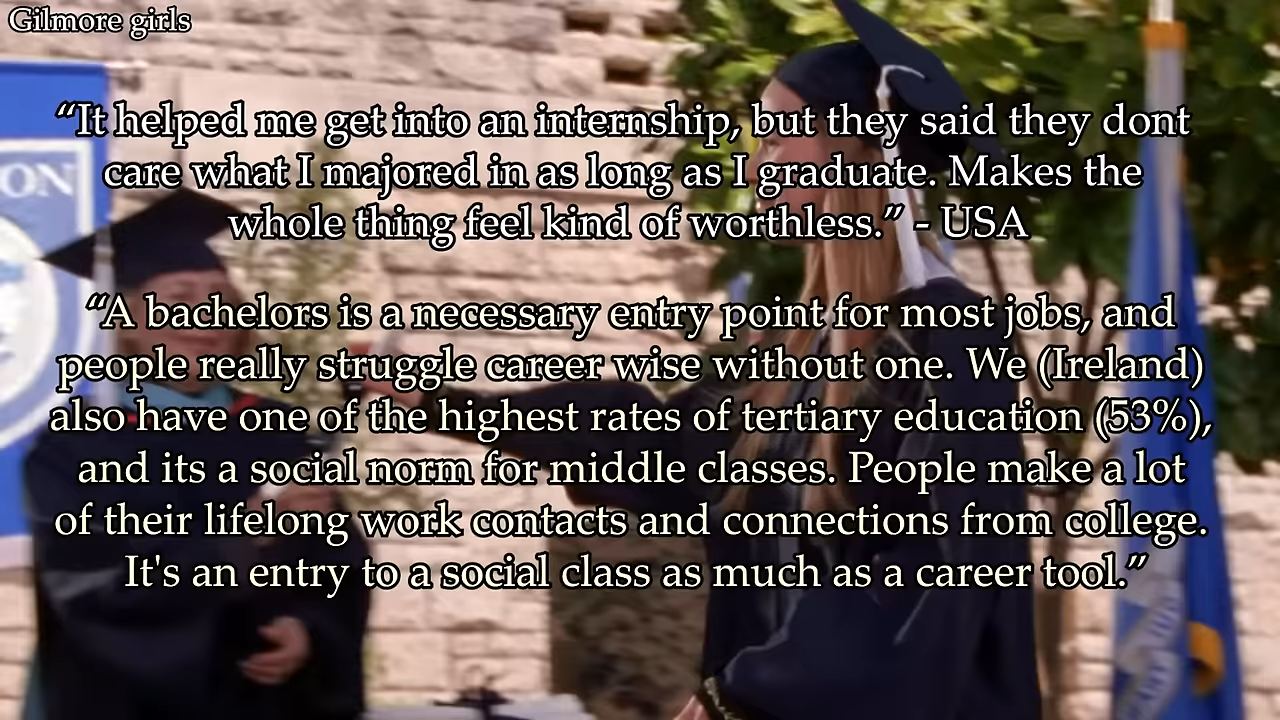 Gilmore girls
“It helped me get into an internship, but they said they dont
care what I majored in as long as I graduate. Makes the
whole thing feel kind of worthless.” - USA
ON
“A bachelors is a necessary entry point for most jobs, and
people really struggle career wise without one. We (Ireland)
also have one of the highest rates of tertiary education (53%),
and its a social norm for middle classes. People make a lot
of their lifelong work contacts and connections from college.
It's an entry to a social class as much as a career tool.”